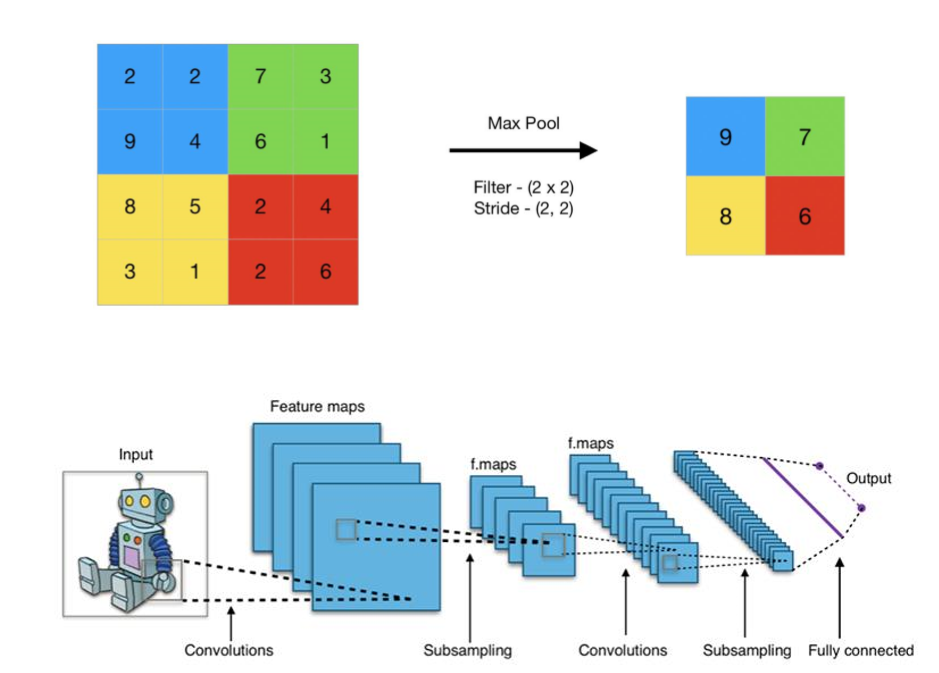 2 2 7 3
9 4 6 1
8 5 2 4
3 1 2 6
Max Pool
Filter - (2 x 2)
Stride - (2, 2)
9 7
8 6
Feature maps
Input
f.maps
f.maps
Output
Convolutions
Subsampling
Convolutions
Subsampling
Fully connected